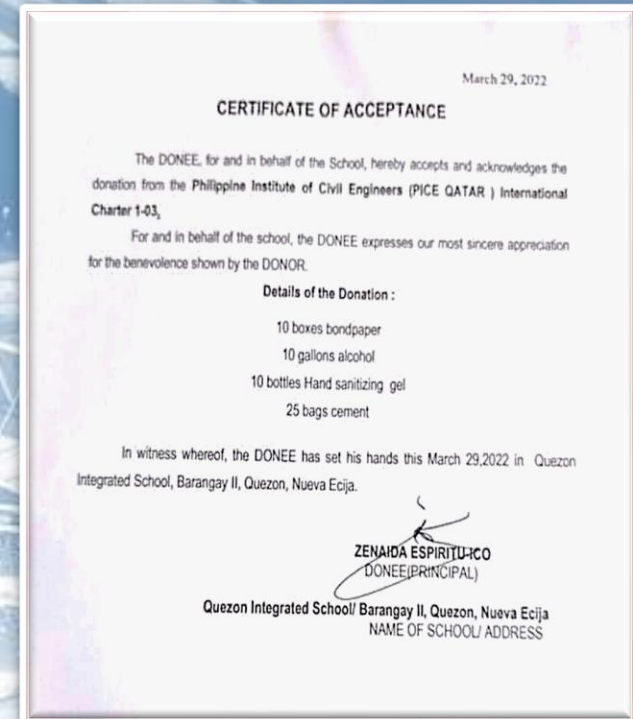 March 29, 2022
CERTIFICATE OF ACCEPTANCE
The DONEE, for and in behalf of the School, hereby accepts and acknowledges the
donation from the Philippine Institute of Civil Engineers (PICE QATAR ) International
Charter 1-03,
For and in behalf of the school, the DONEE expresses our most sincere appreciation
for the benevolence shown by the DONOR.
Details of the Donation :
10 boxes bondpaper
10 gallons alcohol
10 bottles Hand sanitizing gel
25 bags cement
In witness whereof, the DONEE has set his hands this March 29,2022 in Quezon
Integrated School, Barangay II, Quezon, Nueva Ecija.
ZENAIDA ESPIRITU-ICO
DONEE(PRINCIPAL)
Quezon Integrated School/ Barangay II, Quezon, Nueva Ecija
NAME OF SCHOOL/ ADDRESS